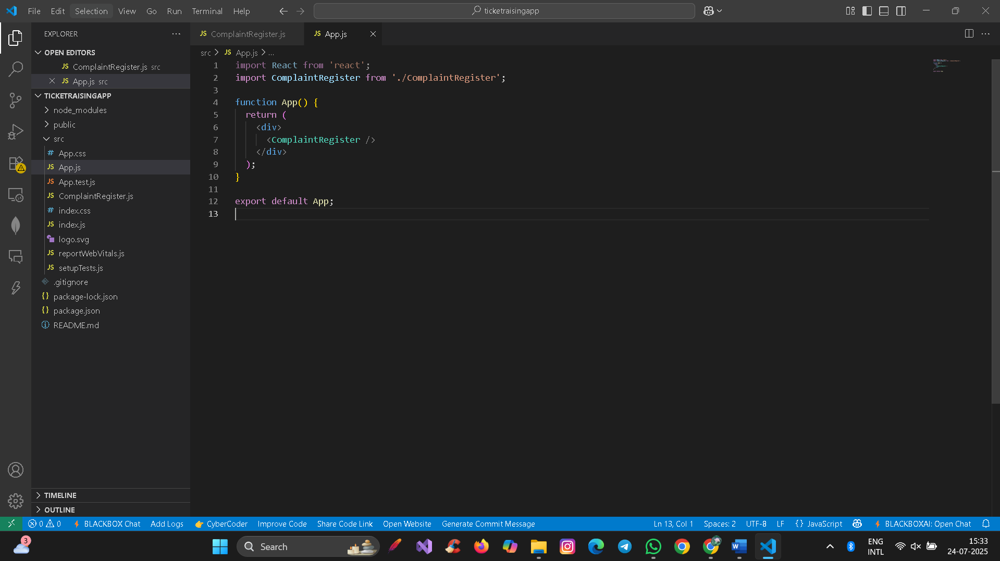 File Edit Selection View Go Run Terminal Help
ticketraisingapp
EXPLORER
OPEN EDITORS
JS ComplaintRegister.js src
JS App.js src
TICKETRAISINGAPP
node_modules
public
src
# App.css
JS App.js
JS App.test.js
JS ComplaintRegister.js
# index.css
JS index.js
logo.svg
JS reportWebVitals.js
JS setupTests.js
.gitignore
{} package-lock.json
{} package.json
README.md
TIMELINE
OUTLINE
JS ComplaintRegister.js
JS App.js
src > JS App.js > ...
1 import React from 'react';
2 import ComplaintRegister from './ComplaintRegister';
3
4 function App() {
5 return (
6 <div>
7 <ComplaintRegister />
8 </div>
9 );
10 }
11
12 export default App;
13
0 0 BLACKBOX Chat Add Logs CyberCoder Improve Code Share Code Link Open Website Generate Commit Message
Ln 13, Col 1 Spaces: 2 UTF-8 LF {} JavaScript BLACKBOXAI: Open Chat
3
Search
ENG
INTL
15:33
24-07-2025